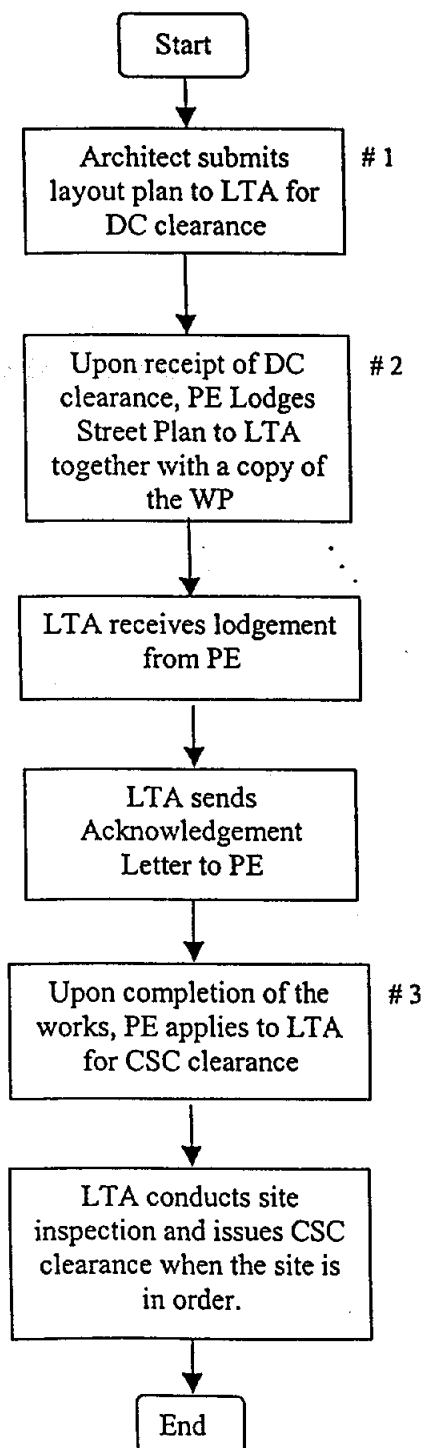 Start
Architect submits # 1
layout plan to LTA for
DC clearance
Upon receipt of DC # 2
clearance, PE Lodges
Street Plan to LTA
together with a copy of
the WP
LTA receives lodgement
from PE
LTA sends
Acknowledgement
Letter to PE
Upon completion of the # 3
works, PE applies to LTA
for CSC clearance
LTA conducts site
inspection and issues CSC
clearance when the site is
in order.
End